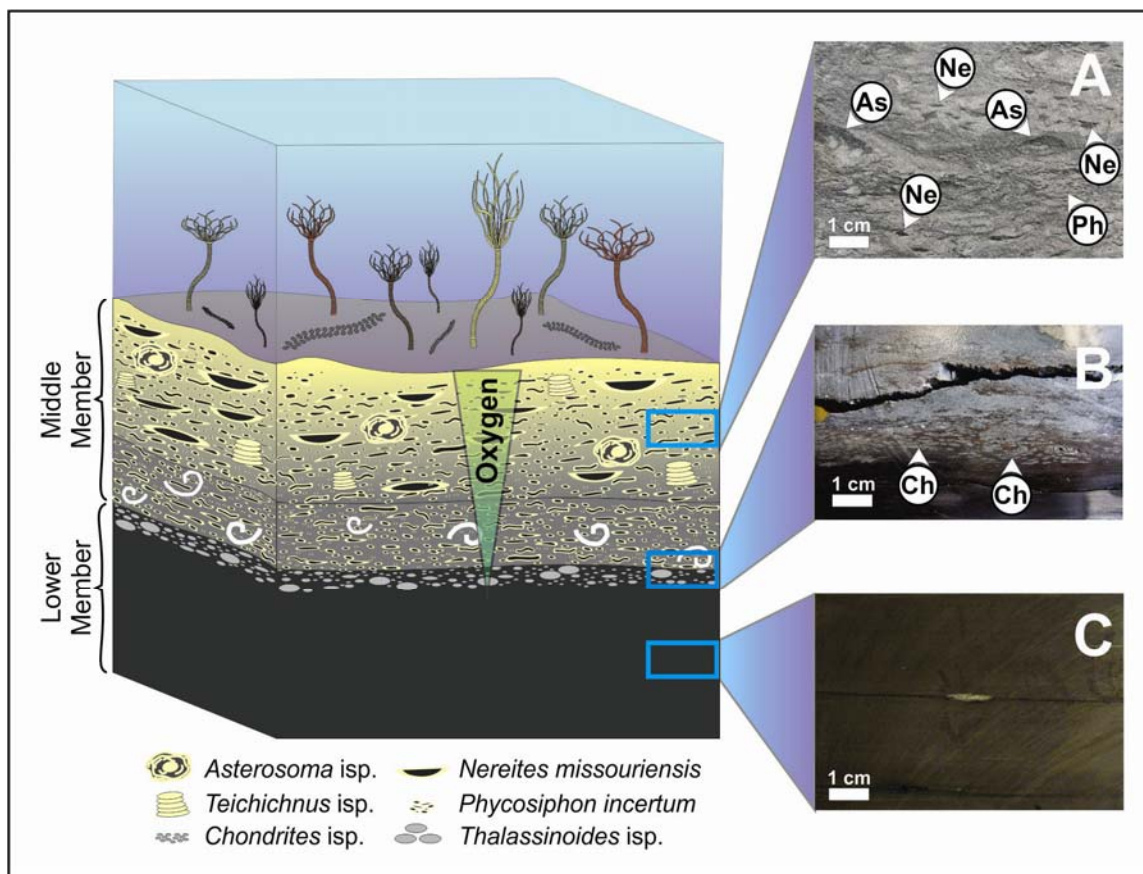 A
Ne
As
As
Ne
Ne
Ph
1 cm
Middle
Member
Oxygen
B
Ch
Ch
1 cm
Lower
Member
C
1 cm
Asterosoma isp.
Nereites missouriensis
Teichichnus isp.
Phycosiphon incertum
Chondrites isp.
Thalassinoides isp.